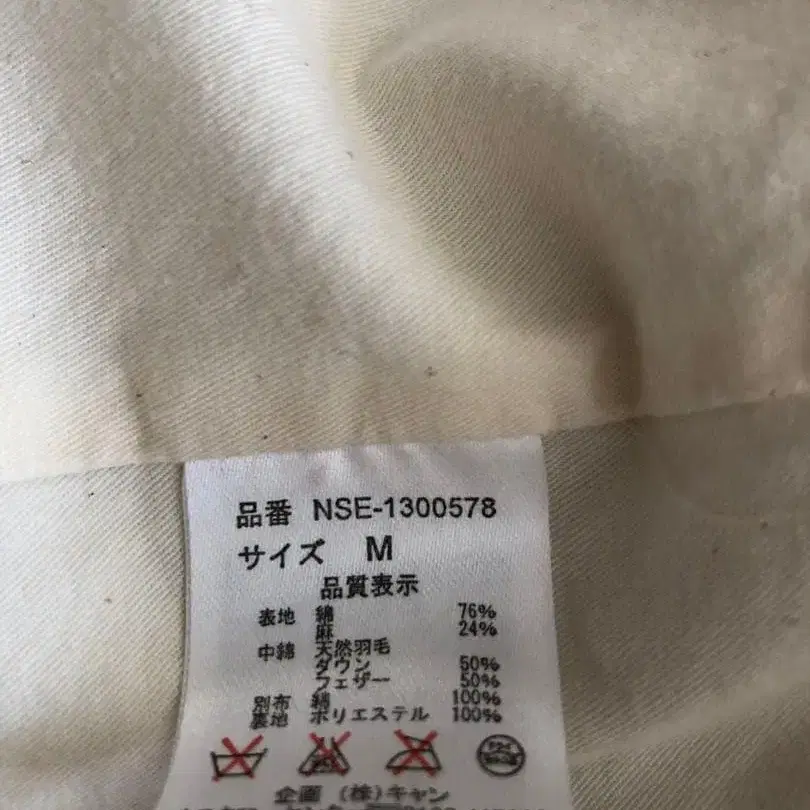 品番 NSE-1300578
サイズ M
品質表示
表地 綿 76%
麻 24%
中綿 天然羽毛
ダウン 50%
フェザー 50%
別布 綿 100%
裏地 ポリエステル 100%
企画 (株)キャン